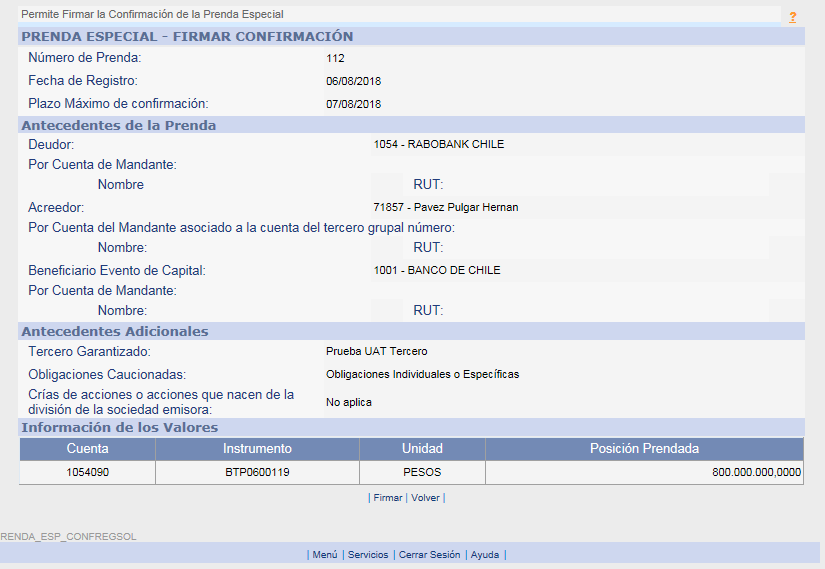 Permite Firmar la Confirmación de la Prenda Especial
?
PRENDA ESPECIAL - FIRMAR CONFIRMACIÓN
Número de Prenda: 112
Fecha de Registro: 06/08/2018
Plazo Máximo de confirmación: 07/08/2018
Antecedentes de la Prenda
Deudor: 1054 - RABOBANK CHILE
Por Cuenta de Mandante:
Nombre RUT:
Acreedor: 71857 - Pavez Pulgar Hernan
Por Cuenta del Mandante asociado a la cuenta del tercero grupal número:
Nombre: RUT:
Beneficiario Evento de Capital: 1001 - BANCO DE CHILE
Por Cuenta de Mandante:
Nombre: RUT:
Antecedentes Adicionales
Tercero Garantizado: Prueba UAT Tercero
Obligaciones Caucionadas: Obligaciones Individuales o Específicas
Crías de acciones o acciones que nacen de la
división de la sociedad emisora: No aplica
Información de los Valores
Cuenta Instrumento Unidad Posición Prendada
1054090 BTP0600119 PESOS 800.000.000,0000
| Firmar | Volver |
RENDA_ESP_CONFREGSOL
| Menú | Servicios | Cerrar Sesión | Ayuda |